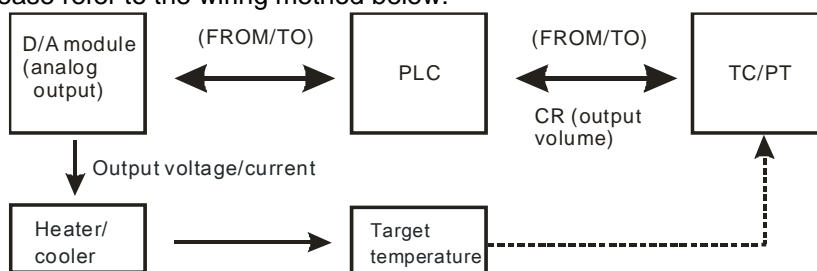 ease refer to the wiring method below.
D/A module
(analog
output)
(FROM/TO)
PLC
(FROM/TO)
CR (output
volume)
TC/PT
Output voltage/current
Heater/
cooler
Target
temperature